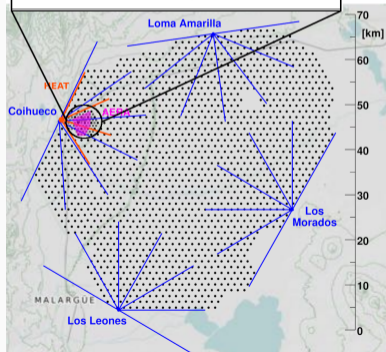 70
Loma Amarilla
[km]
60
HEAT
50
Coihueco
AERA
40
30
Los
Morados
20
10
MALARGUE
Los Leones
0